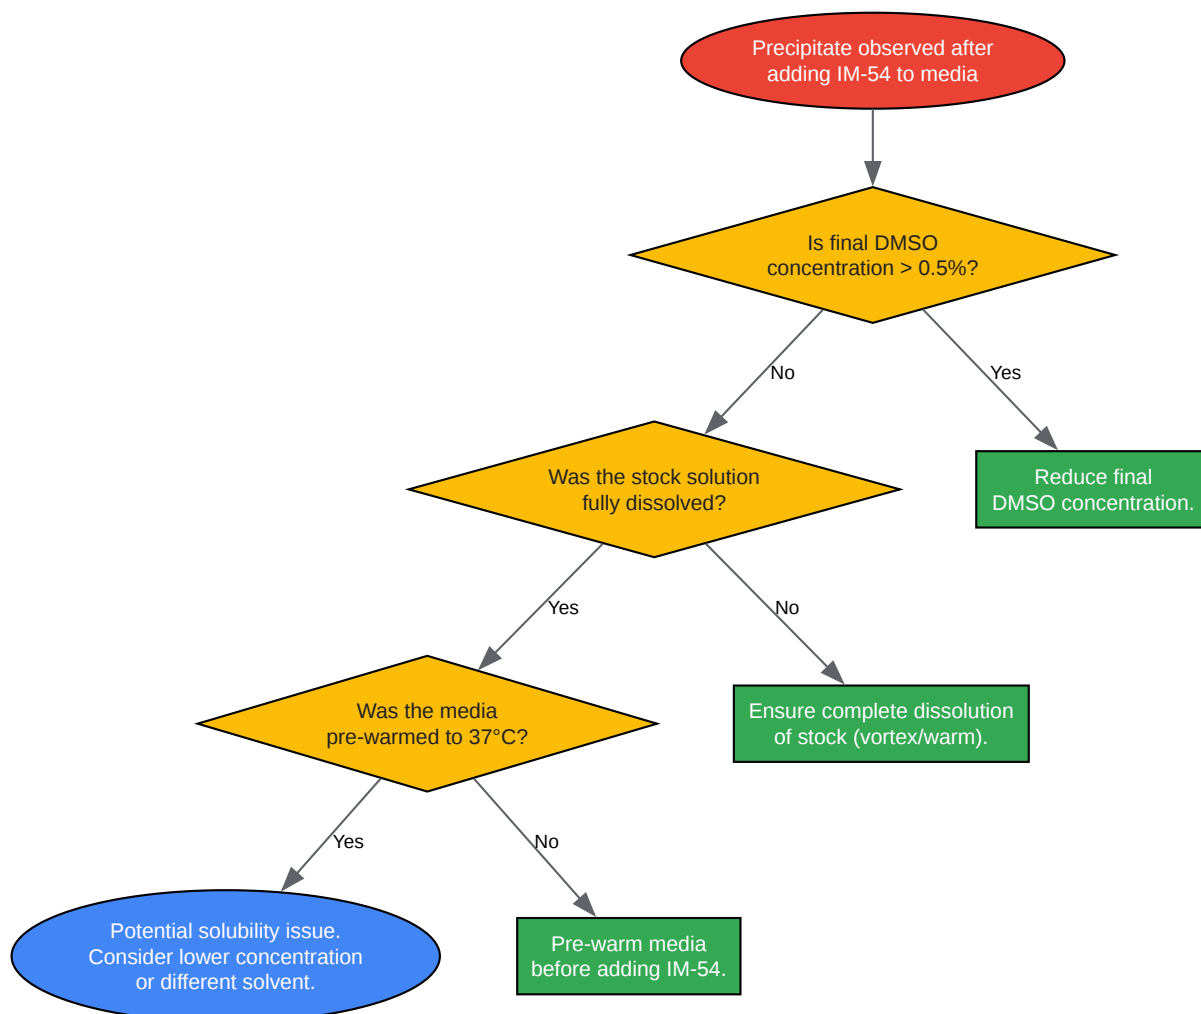 Precipitate observed after
adding IM-54 to media
Is final DMSO
concentration > 0.5%?
No
Yes
Was the stock solution
fully dissolved?
Reduce final
DMSO concentration.
Yes
No
Was the media
pre-warmed to 37°C?
Ensure complete dissolution
of stock (vortex/warm).
Yes
No
Potential solubility issue.
Consider lower concentration
or different solvent.
Pre-warm media
before adding IM-54.